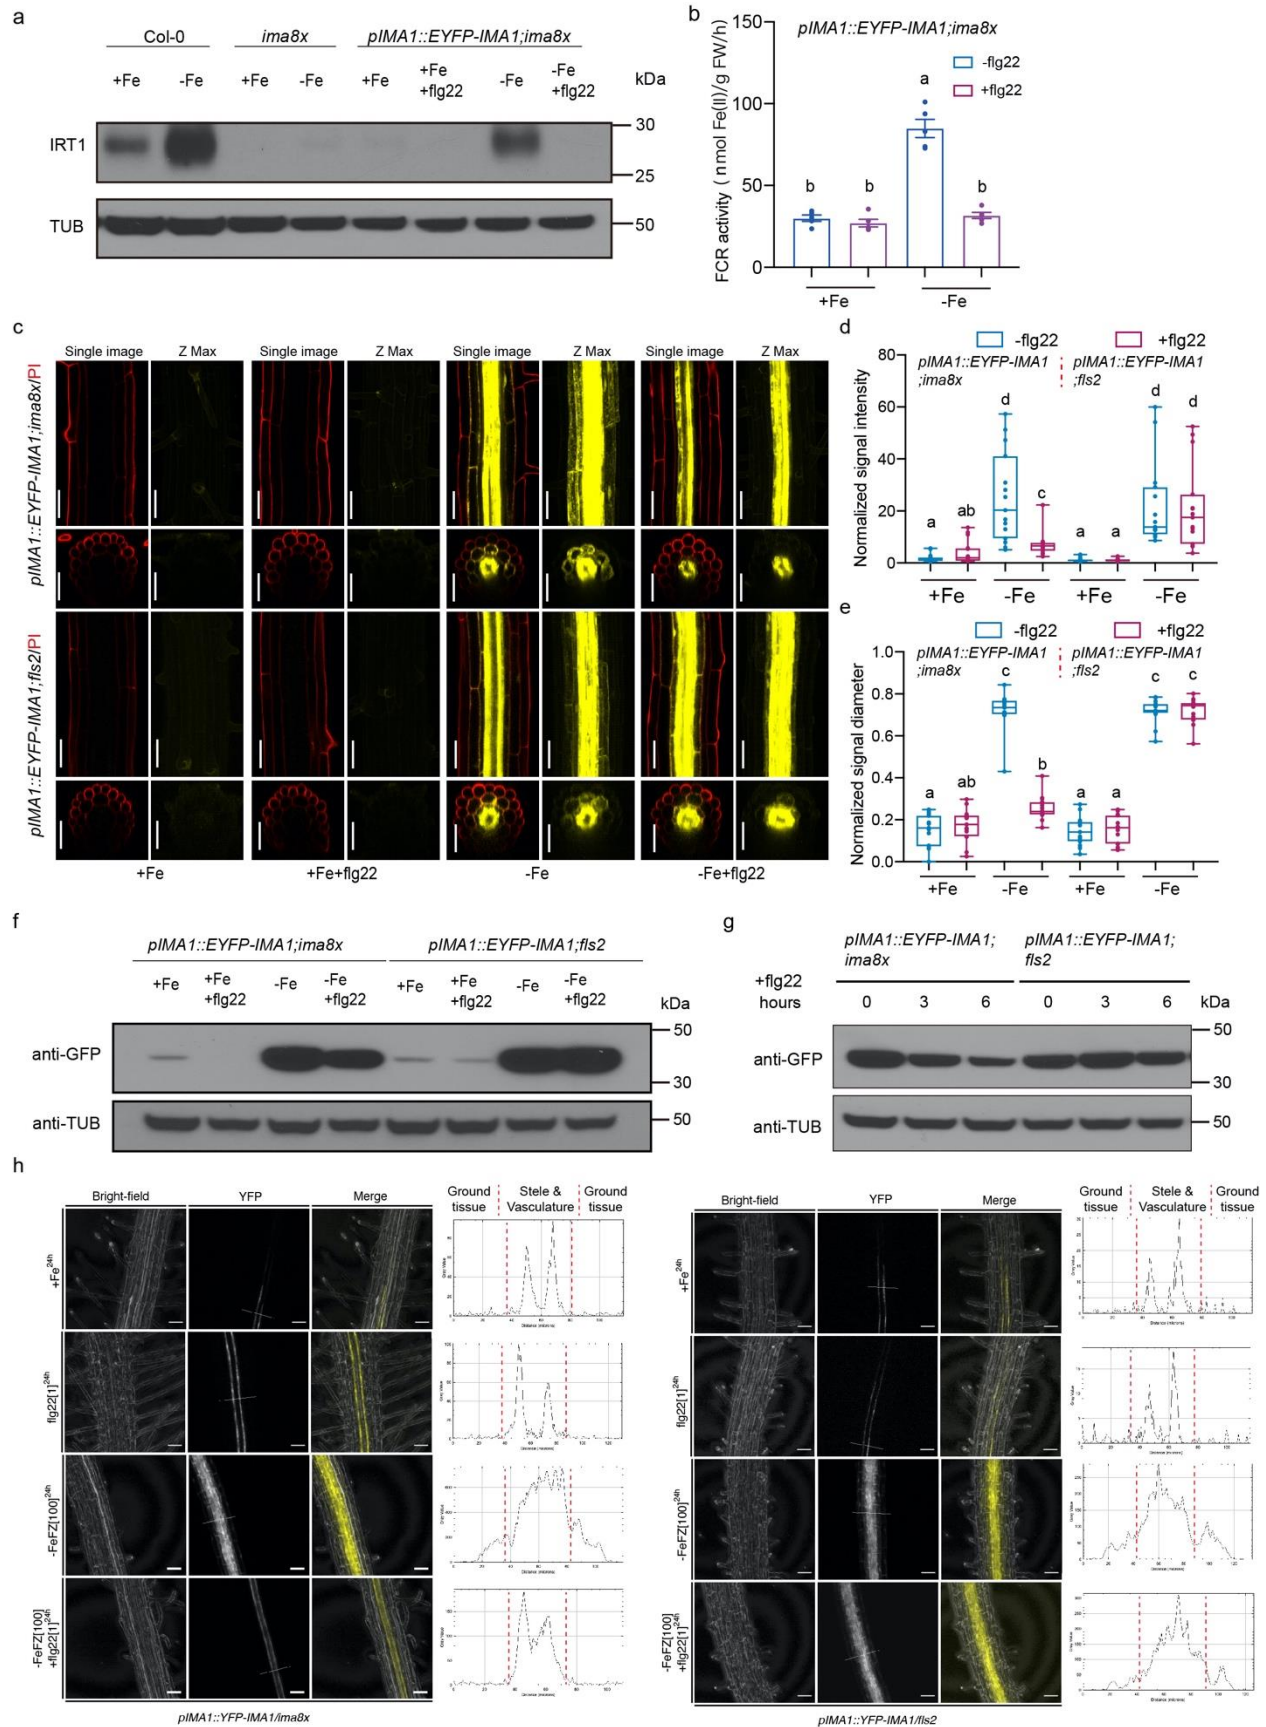 a
Col-0
ima8x
pIMA1::EYFP-IMA1;ima8x
+Fe
-Fe
+Fe
-Fe
+Fe
+Fe
+flg22
-Fe
-Fe
+flg22
kDa
IRT1
30
25
TUB
50
b
pIMA1::EYFP-IMA1;ima8x
-flg22
+flg22
FCR activity ( nmol Fe(II)/g FW/h)
150
100
50
0
b
b
a
b
+Fe
-Fe
c
Single image
Z Max
Single image
Z Max
Single image
Z Max
Single image
Z Max
pIMA1::EYFP-IMA1;ima8x/PI
pIMA1::EYFP-IMA1;fls2/PI
+Fe
+Fe+flg22
-Fe
-Fe+flg22
d
-flg22
+flg22
pIMA1::EYFP-IMA1
;ima8x
pIMA1::EYFP-IMA1
;fls2
Normalized signal intensity
80
60
40
20
0
a
ab
d
c
a
a
d
d
+Fe
-Fe
+Fe
-Fe
e
-flg22
+flg22
pIMA1::EYFP-IMA1
;ima8x
pIMA1::EYFP-IMA1
;fls2
Normalized signal diameter
1.0
0.8
0.6
0.4
0.2
0.0
a
ab
c
b
a
a
c
c
+Fe
-Fe
+Fe
-Fe
f
pIMA1::EYFP-IMA1;ima8x
pIMA1::EYFP-IMA1;fls2
+Fe
+Fe
+flg22
-Fe
-Fe
+flg22
+Fe
+Fe
+flg22
-Fe
-Fe
+flg22
kDa
anti-GFP
50
30
anti-TUB
50
g
pIMA1::EYFP-IMA1;
ima8x
pIMA1::EYFP-IMA1;
fls2
+flg22
hours
0
3
6
0
3
6
kDa
anti-GFP
50
30
anti-TUB
50
h
Bright-field
YFP
Merge
Ground
tissue
Stele &
Vasculature
Ground
tissue
+Fe24h
flg22[1]24h
-FeFZ[100]24h
-FeFZ[100]
+flg22[1]24h
pIMA1::YFP-IMA1/ima8x
Bright-field
YFP
Merge
Ground
tissue
Stele &
Vasculature
Ground
tissue
+Fe24h
flg22[1]24h
-FeFZ[100]24h
-FeFZ[100]
+flg22[1]24h
pIMA1::YFP-IMA1/fls2